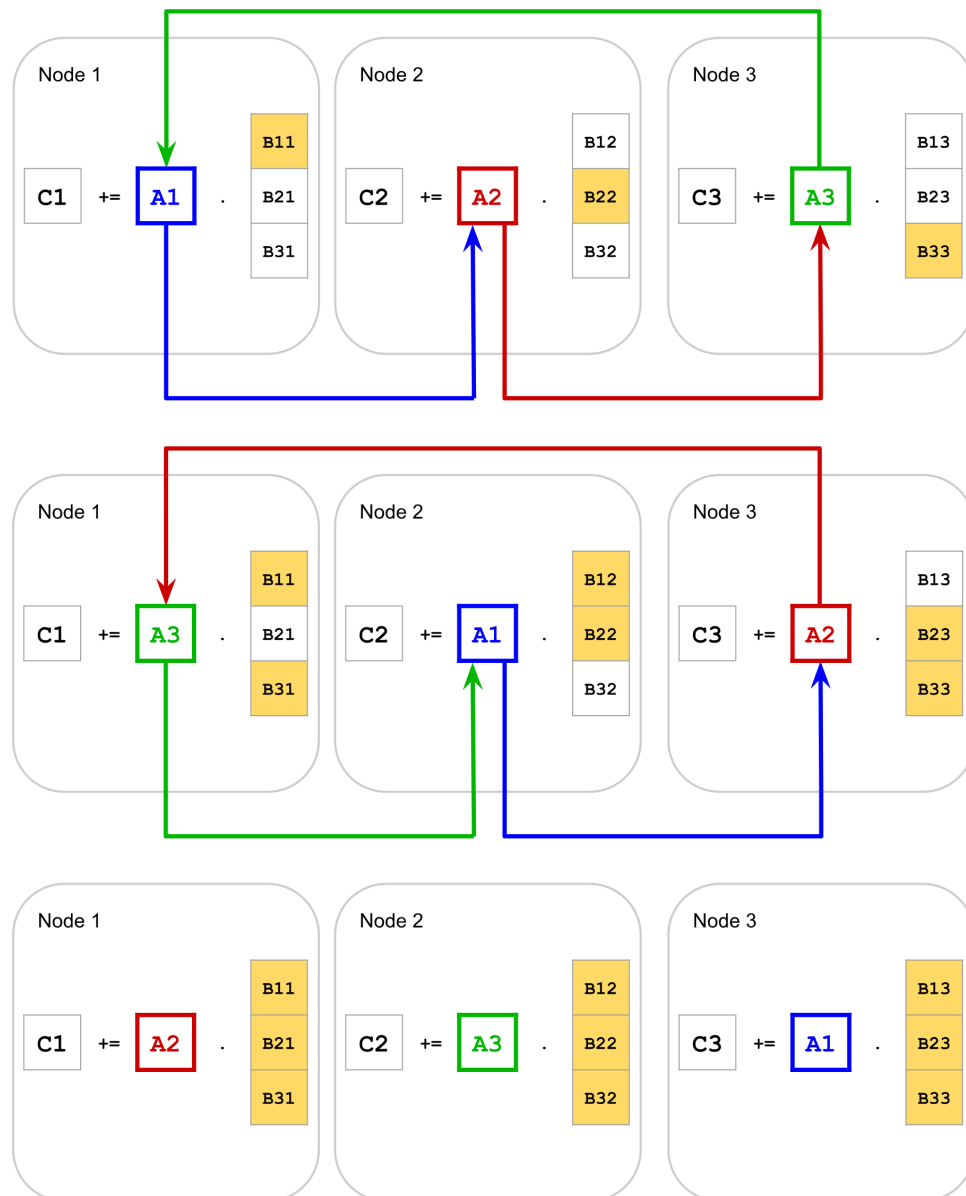 Node 1 Node 2 Node 3
B11 B12 B13
C1 += A1 . B21 C2 += A2 . B22 C3 += A3 . B23
B31 B32 B33
Node 1 Node 2 Node 3
B11 B12 B13
C1 += A3 . B21 C2 += A1 . B22 C3 += A2 . B23
B31 B32 B33
Node 1 Node 2 Node 3
B11 B12 B13
C1 += A2 . B21 C2 += A3 . B22 C3 += A1 . B23
B31 B32 B33